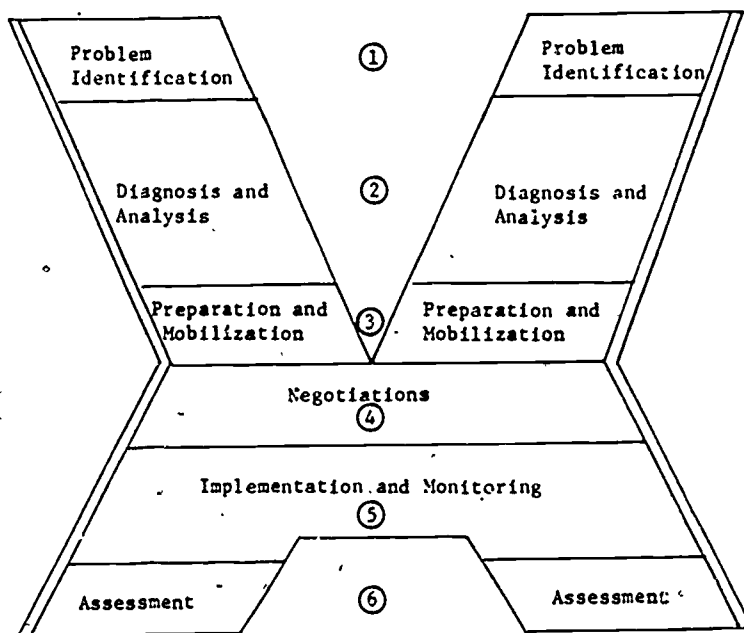 Problem
Identification
①
Problem
Identification
Diagnosis and
Analysis
②
Diagnosis and
Analysis
Preparation and
Mobilization
③
Preparation and
Mobilization
Negotiations
④
Implementation and Monitoring
⑤
Assessment
⑥
Assessment